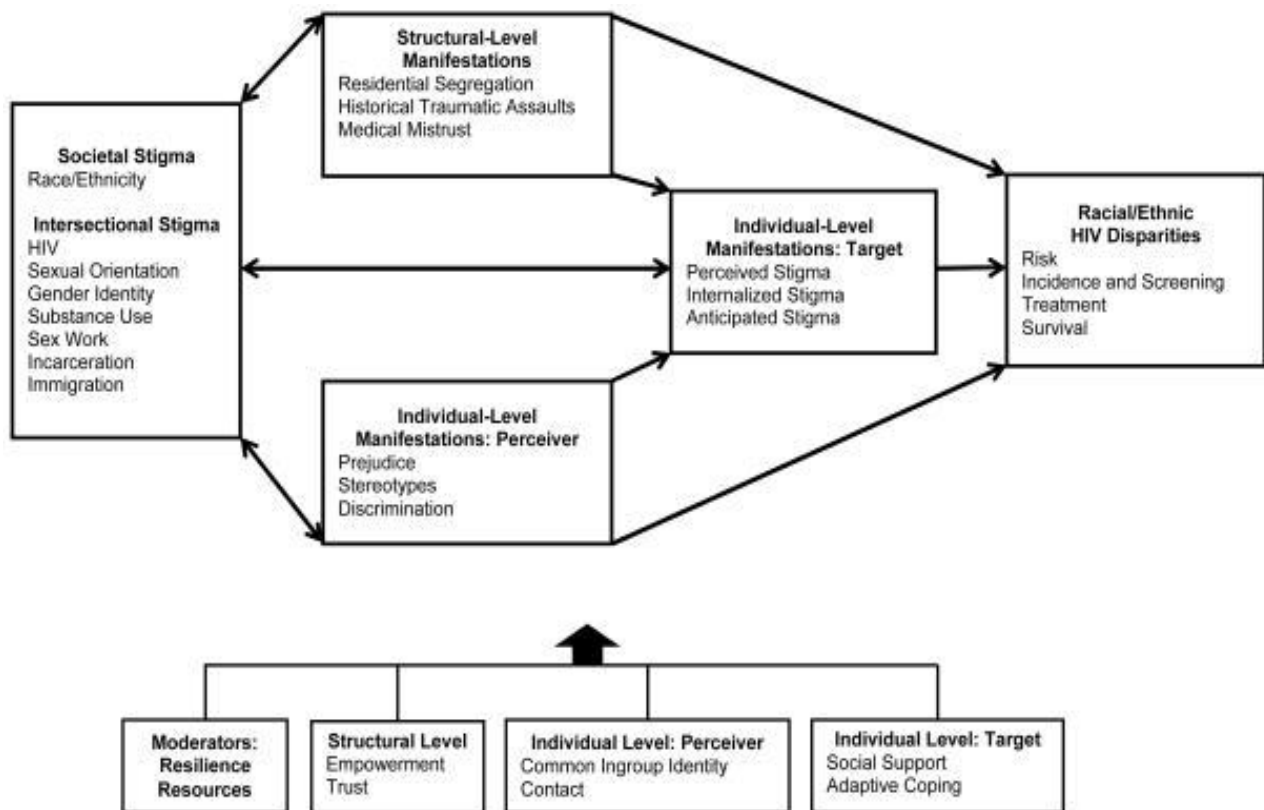 Structural-Level
Manifestations
Residential Segregation
Historical Traumatic Assaults
Medical Mistrust
Societal Stigma
Race/Ethnicity
Intersectional Stigma
HIV
Sexual Orientation
Gender Identity
Substance Use
Sex Work
Incarceration
Immigration
Individual-Level
Manifestations: Target
Perceived Stigma
Internalized Stigma
Anticipated Stigma
Racial/Ethnic
HIV Disparities
Risk
Incidence and Screening
Treatment
Survival
Individual-Level
Manifestations: Perceiver
Prejudice
Stereotypes
Discrimination
Moderators:
Resilience
Resources
Structural Level
Empowerment
Trust
Individual Level: Perceiver
Common Ingroup Identity
Contact
Individual Level: Target
Social Support
Adaptive Coping